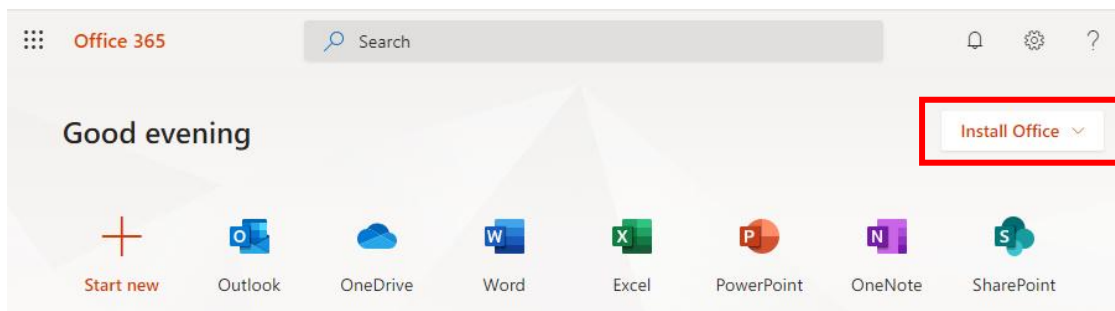 Office 365
Search
?
Good evening
Install Office
O
W
X
P
N
S
Start new
Outlook
OneDrive
Word
Excel
PowerPoint
OneNote
SharePoint